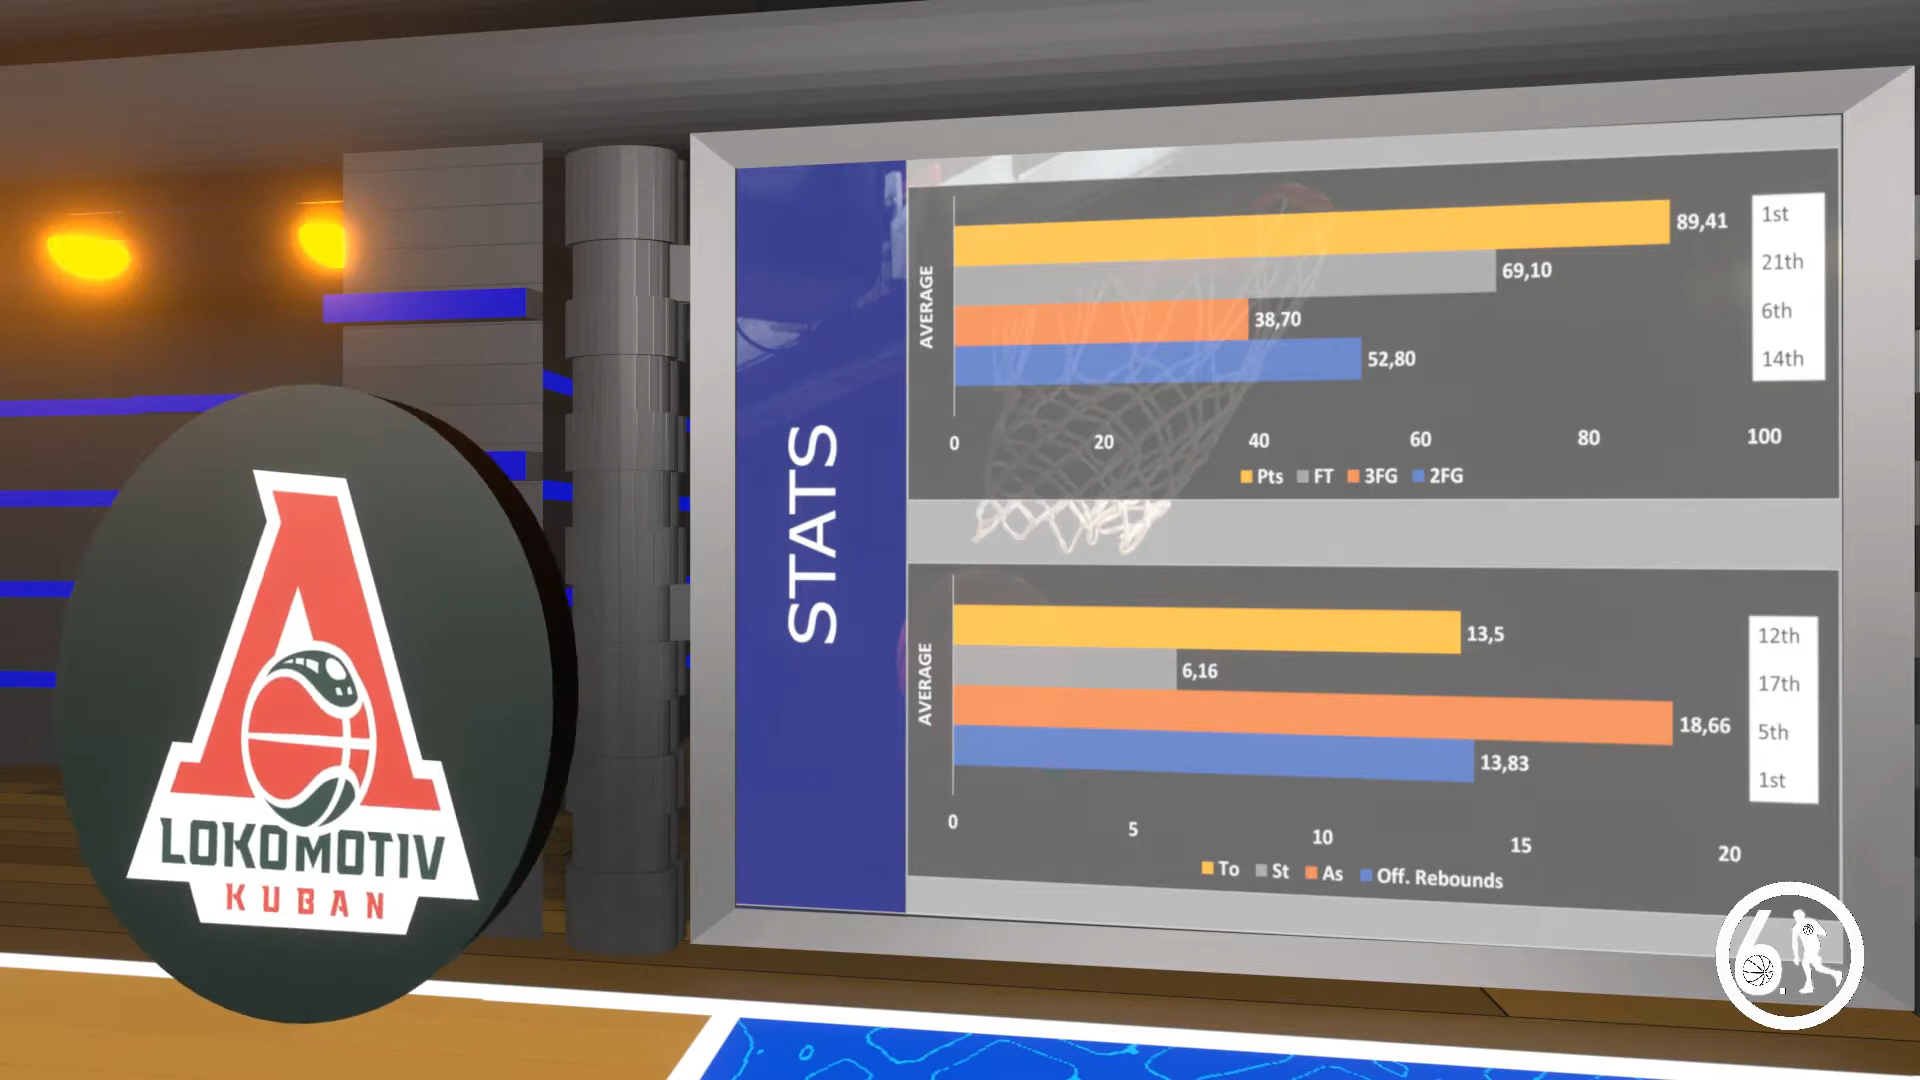 LOKOMOTIV
KUBAN
STATS
AVERAGE
89,41
69,10
38,70
52,80
1st
21th
6th
14th
0 20 40 60 80 100
Pts FT 3FG 2FG
AVERAGE
13,5
6,16
18,66
13,83
12th
17th
5th
1st
0 5 10 15 20
To St As Off. Rebounds
6.